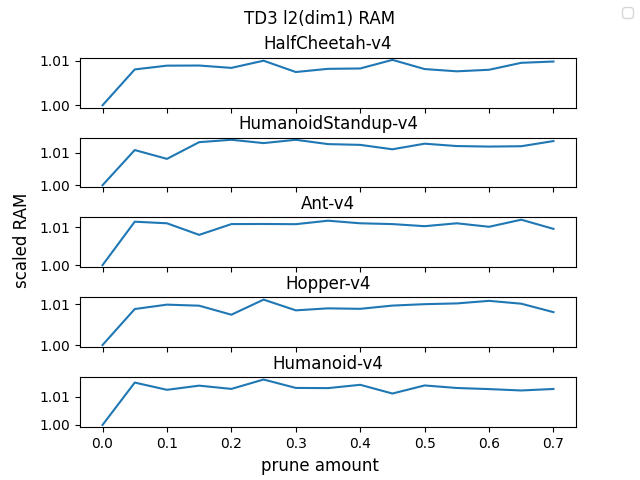 TD3 l2(dim1) RAM
HalfCheetah-v4
1.01
1.00
HumanoidStandup-v4
1.01
1.00
Ant-v4
1.01
1.00
Hopper-v4
1.01
1.00
Humanoid-v4
1.01
1.00
0.0 0.1 0.2 0.3 0.4 0.5 0.6 0.7
prune amount
scaled RAM